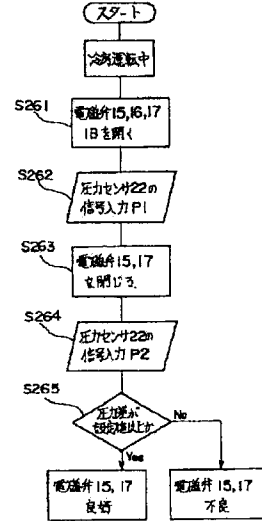 スタート
冷房運転中
S261
電磁弁15,16,17
18を開く
S262
圧力センサ22の
信号入力P1
S263
電磁弁15,17
を閉じる
S264
圧力センサ22の
信号入力P2
S265
圧力差が
設定値以上か
No
Yes
電磁弁15,17
良好
電磁弁15,17
不良